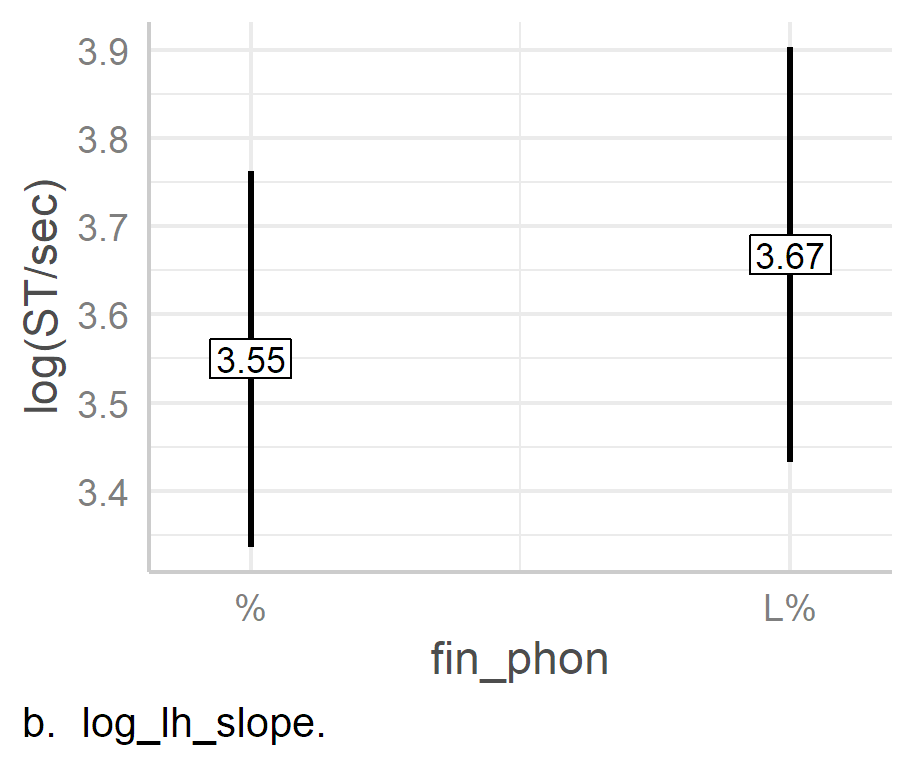 3.9
3.8
3.7
3.6
3.5
3.4
log(ST/sec)
3.55
3.67
% L%
fin_phon
b. log_lh_slope.